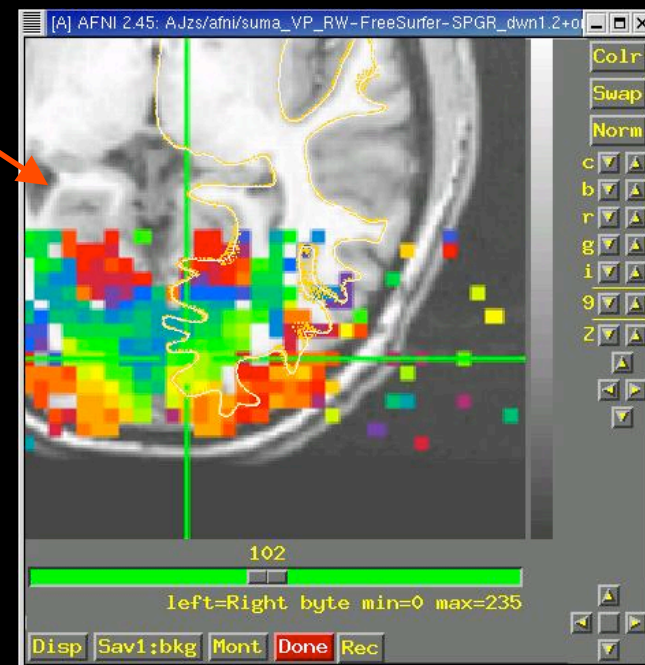 [A] AFNI 2.45: AJzs/afni/suma_VP_RW-FreeSurfer-SPGR_dwn1.2+o
Colr
Swap
Norm
c
b
r
g
i
9
Z
102
left=Right byte min=0 max=235
Disp Sav1:bkg Mont Done Rec